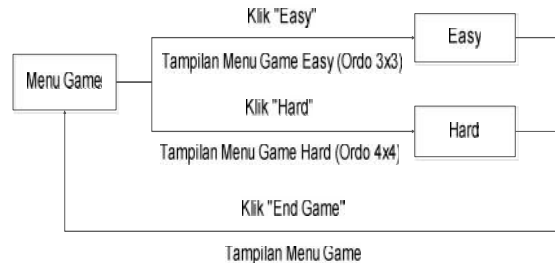 Klik "Easy"
Easy
Tampilan Menu Game Easy (Ordo 3x3)
Menu Game
Klik "Hard"
Hard
Tampilan Menu Game Hard (Ordo 4x4)
Klik "End Game"
Tampilan Menu Game